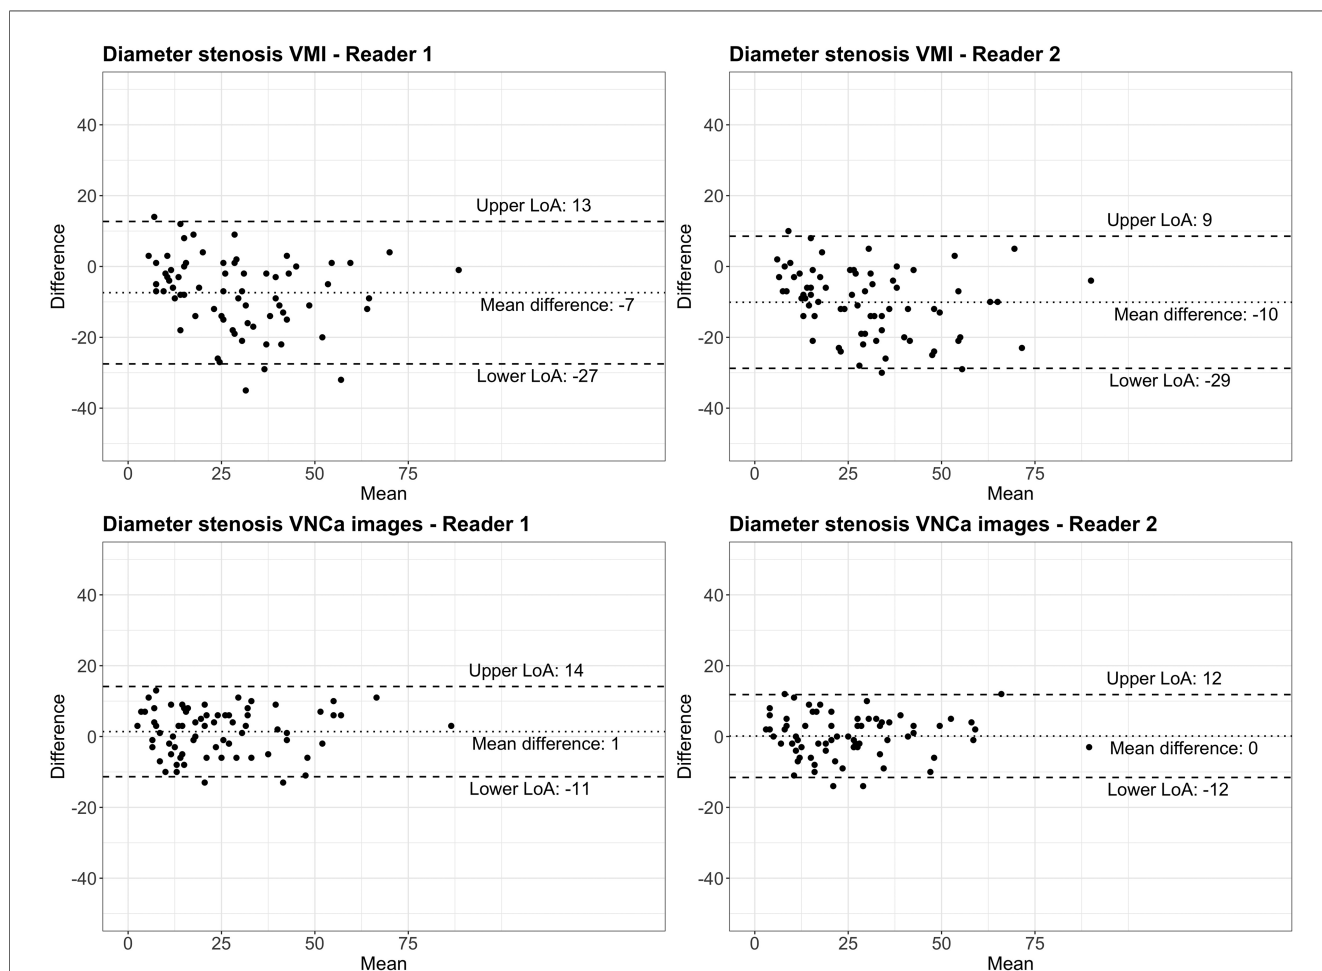 Diameter stenosis VMI - Reader 1
Difference
40
20
0
-20
-40
Upper LoA: 13
Mean difference: -7
Lower LoA: -27
0 25 50 75
Mean
Diameter stenosis VMI - Reader 2
Difference
40
20
0
-20
-40
Upper LoA: 9
Mean difference: -10
Lower LoA: -29
0 25 50 75
Mean
Diameter stenosis VNCa images - Reader 1
Difference
40
20
0
-20
-40
Upper LoA: 14
Mean difference: 1
Lower LoA: -11
0 25 50 75
Mean
Diameter stenosis VNCa images - Reader 2
Difference
40
20
0
-20
-40
Upper LoA: 12
Mean difference: 0
Lower LoA: -12
0 25 50 75
Mean